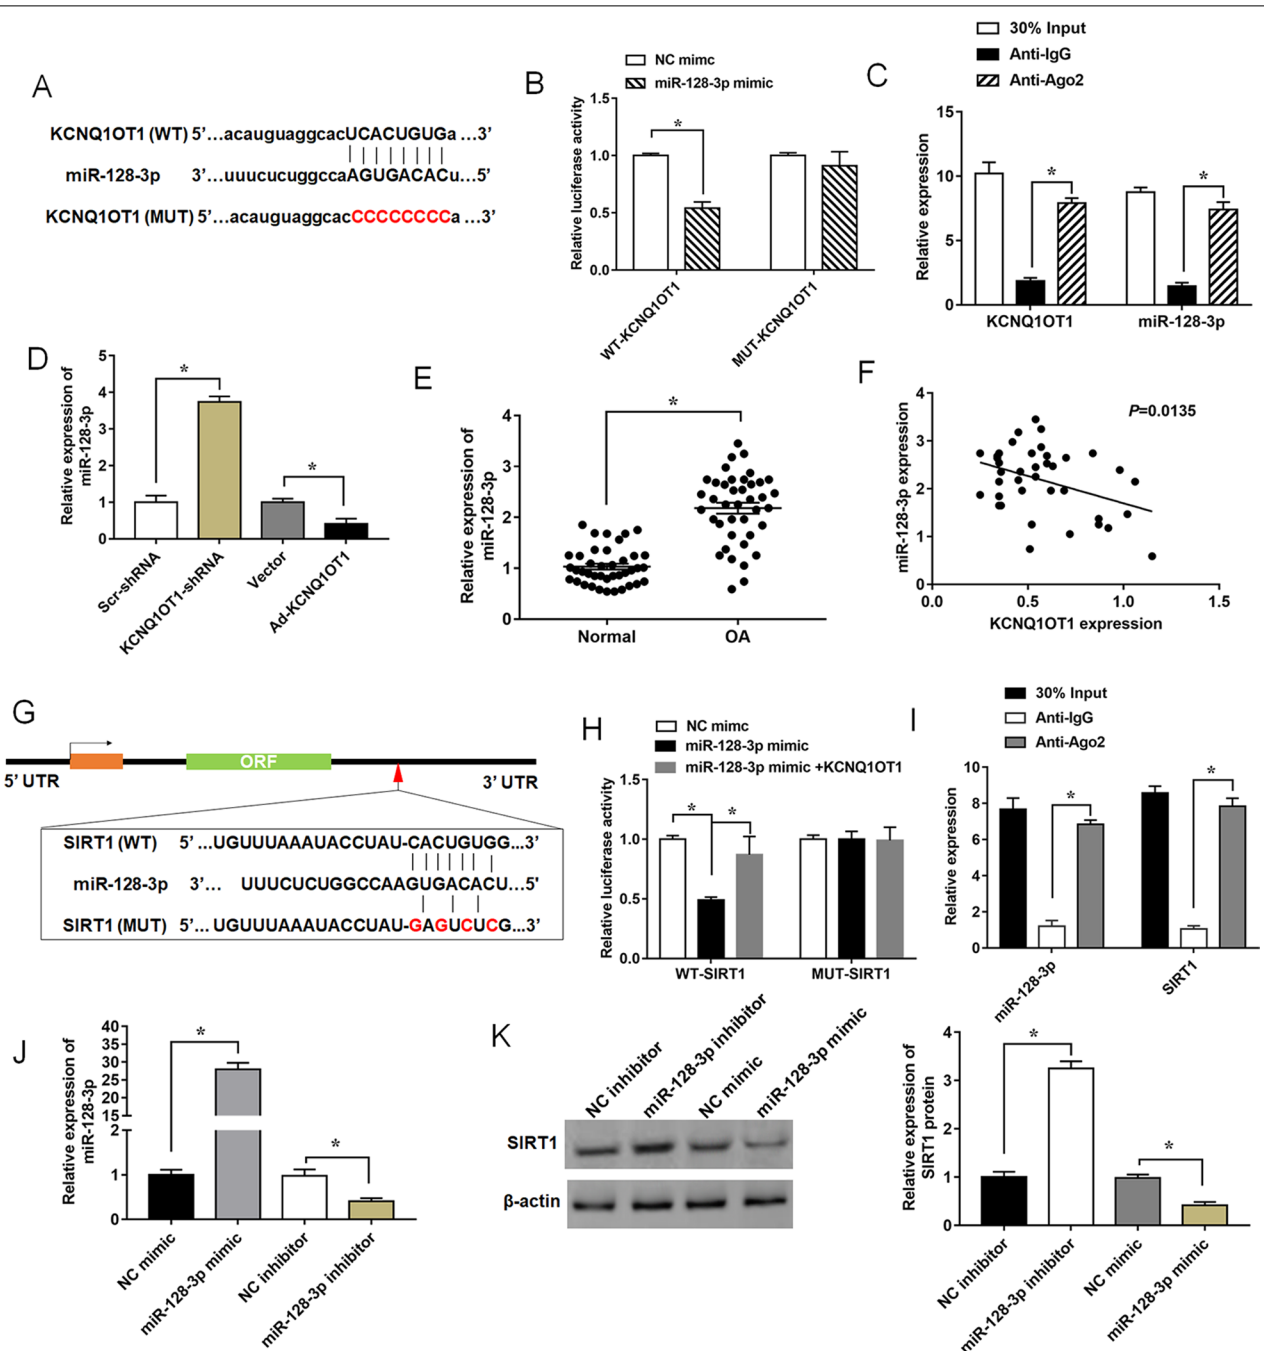 A
KCNQ1OT1 (WT) 5’…acauguaggcacUCACUGUGa …3’
miR-128-3p 3’…uuucucuggccaAGUGACACu…5’
KCNQ1OT1 (MUT) 5’…acauguaggcacCCCCCCCCa …3’
B
NC mimc
miR-128-3p mimic
Relative luciferase activity
1.5
1.0
0.5
0.0
*
WT-KCNQ1OT1
MUT-KCNQ1OT1
C
30% Input
Anti-IgG
Anti-Ago2
Relative expression
15
10
5
0
*
*
KCNQ1OT1
miR-128-3p
D
Relative expression of
miR-128-3p
5
4
3
2
1
0
*
*
Scr-shRNA
KCNQ1OT1-shRNA
Vector
Ad-KCNQ1OT1
E
Relative expression of
miR-128-3p
4
3
2
1
0
*
Normal
OA
F
miR-128-3p expression
4
3
2
1
0
P=0.0135
0.0
0.5
1.0
1.5
KCNQ1OT1 expression
G
ORF
5’ UTR
3’ UTR
SIRT1 (WT) 5’ …UGUUUAAAUACCUAU-CACUGUGG…3’
miR-128-3p 3’… UUUCUCUGGCCAAGUGACACU…5'
SIRT1 (MUT) 5’… UGUUUAAAUACCUAU-GAGUCUCG…3’
H
NC mimc
miR-128-3p mimic
miR-128-3p mimic +KCNQ1OT1
Relative luciferase activity
1.5
1.0
0.5
0.0
*
*
WT-SIRT1
MUT-SIRT1
I
30% Input
Anti-IgG
Anti-Ago2
Relative expression
10
8
6
4
2
0
*
*
miR-128-3p
SIRT1
J
Relative expression of
miR-128-3p
40
35
30
25
20
15
2
1
0
*
*
NC mimic
miR-128-3p mimic
NC inhibitor
miR-128-3p inhibitor
K
NC inhibitor
miR-128-3p inhibitor
NC mimic
miR-128-3p mimic
SIRT1
β-actin
Relative expression of
SIRT1 protein
4
3
2
1
0
*
*
NC inhibitor
miR-128-3p inhibitor
NC mimic
miR-128-3p mimic